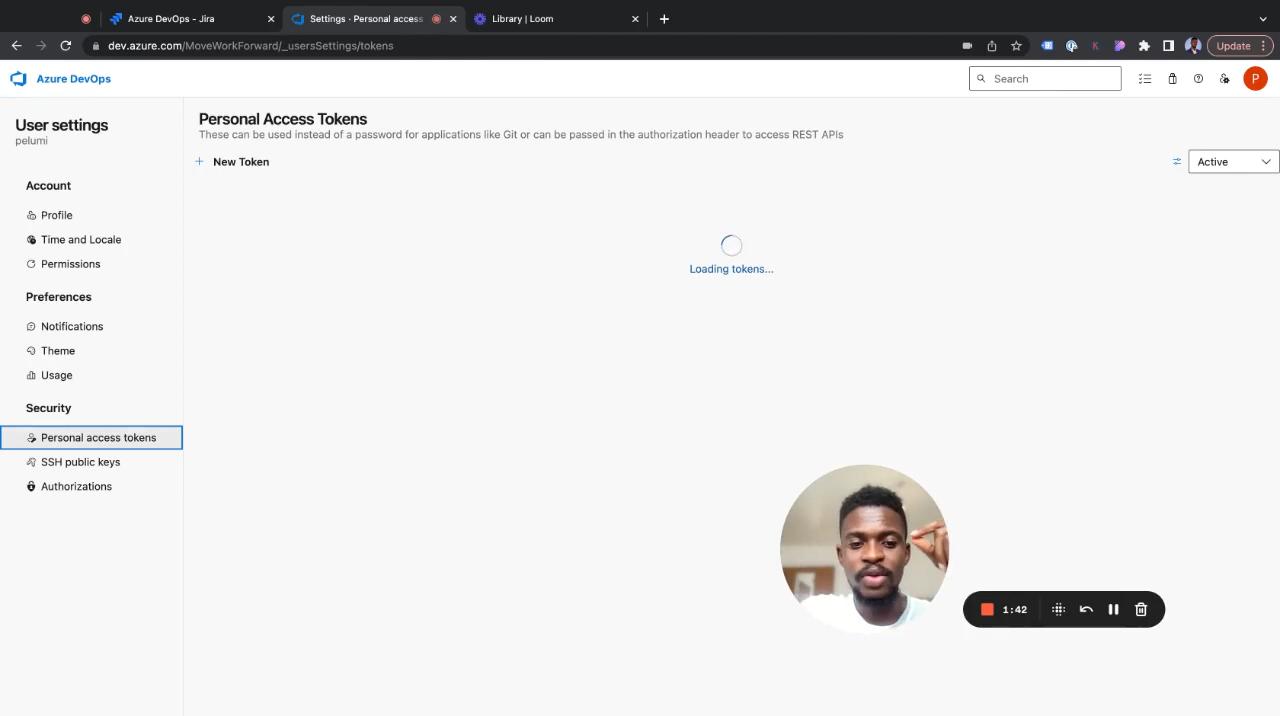 Azure DevOps - Jira
Settings · Personal access
Library | Loom
dev.azure.com/MoveWorkForward/_usersSettings/tokens
Update
Azure DevOps
Search
P
User settings
pelumi
Account
Profile
Time and Locale
Permissions
Preferences
Notifications
Theme
Usage
Security
Personal access tokens
SSH public keys
Authorizations
Personal Access Tokens
These can be used instead of a password for applications like Git or can be passed in the authorization header to access REST APIs
New Token
Active
Loading tokens...
1:42